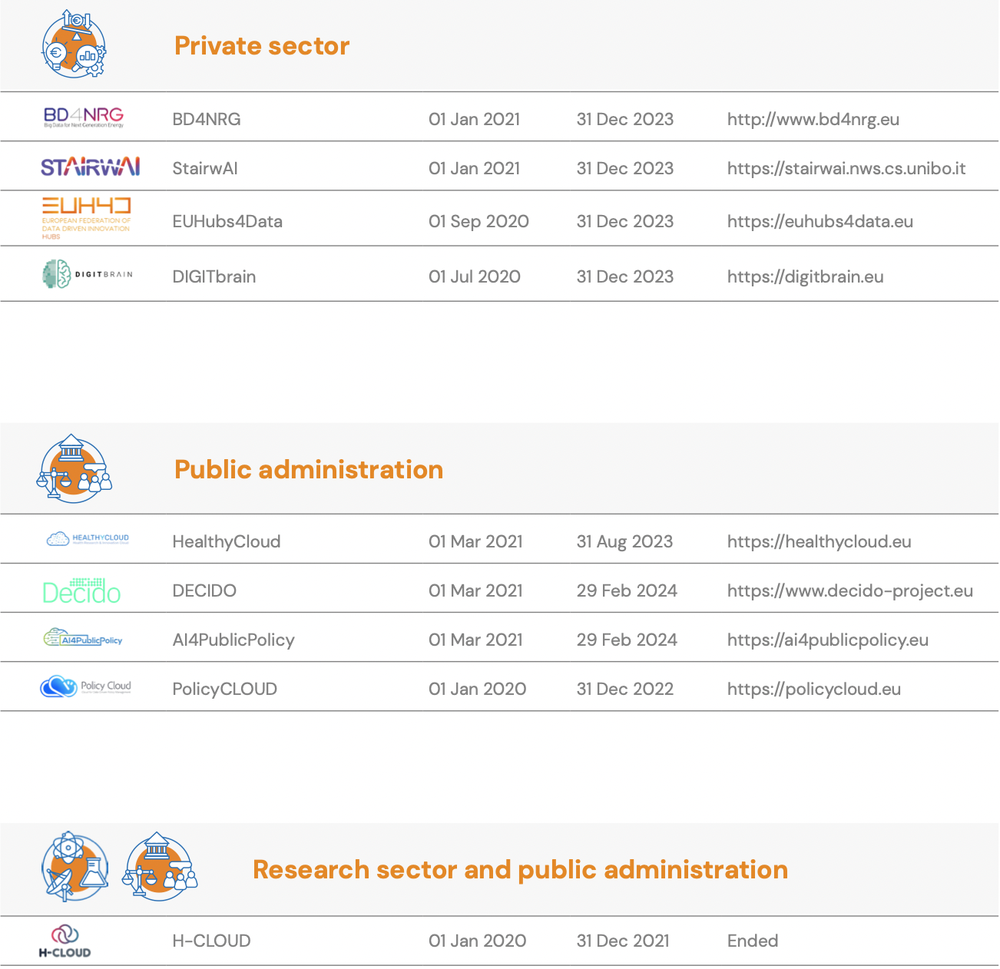 Private sector
BD4NRG
Big Data for Next Generation Energy
BD4NRG 01 Jan 2021 31 Dec 2023 http://www.bd4nrg.eu
STAIRWAI
StairwAI 01 Jan 2021 31 Dec 2023 https://stairwai.nws.cs.unibo.it
EUH4D
EUROPEAN FEDERATION OF
DATA DRIVEN INNOVATION
HUBS
EUHubs4Data 01 Sep 2020 31 Dec 2023 https://euhubs4data.eu
DIGITBRAIN
DIGITbrain 01 Jul 2020 31 Dec 2023 https://digitbrain.eu
Public administration
HEALTHYCLOUD
Health Research & Innovation Cloud
HealthyCloud 01 Mar 2021 31 Aug 2023 https://healthycloud.eu
Decido
DECIDO 01 Mar 2021 29 Feb 2024 https://www.decido-project.eu
AI4PublicPolicy
AI4PublicPolicy 01 Mar 2021 29 Feb 2024 https://ai4publicpolicy.eu
Policy Cloud
PolicyCLOUD 01 Jan 2020 31 Dec 2022 https://policycloud.eu
Research sector and public administration
H-CLOUD
H-CLOUD 01 Jan 2020 31 Dec 2021 Ended